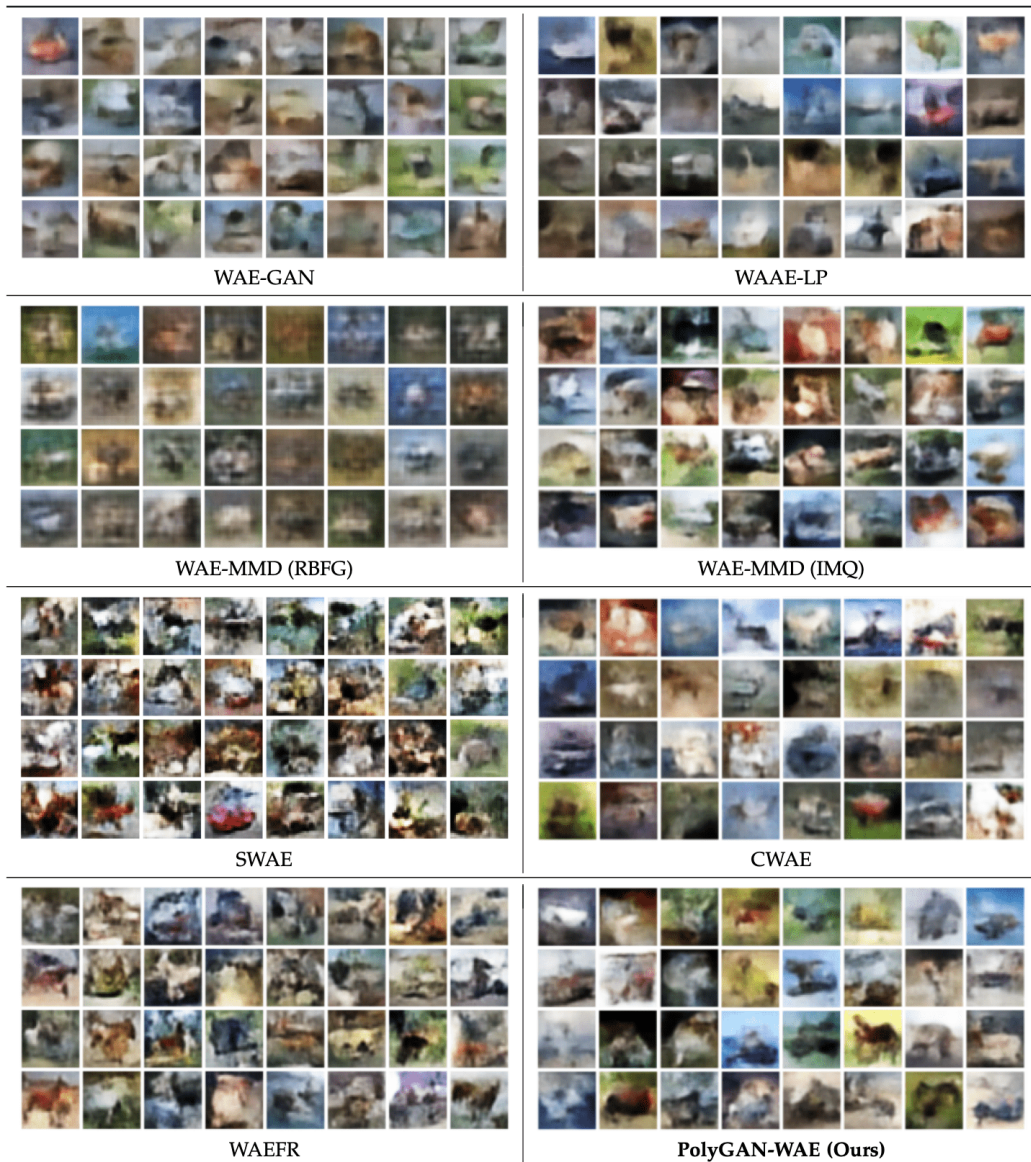 WAE-GAN
WAAE-LP
WAE-MMD (RBFG)
WAE-MMD (IMQ)
SWAE
CWAE
WAEFR
PolyGAN-WAE (Ours)